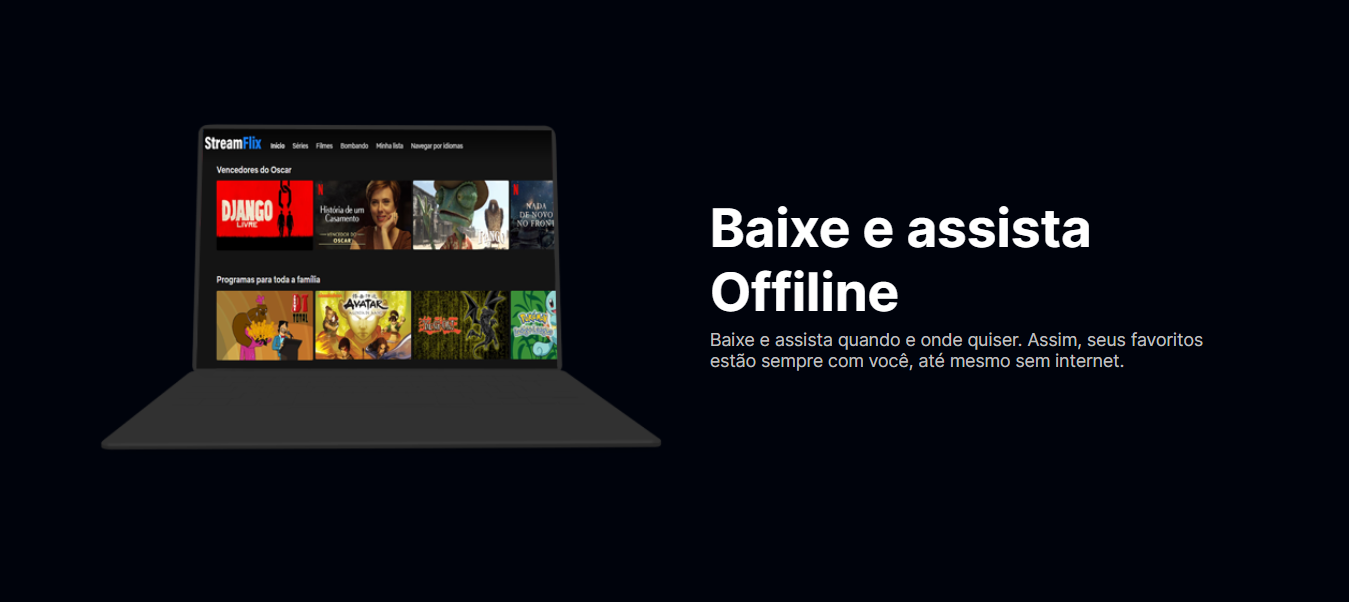 StreamFlix Início Séries Filmes Bombando Minha lista Navegar por idiomas
Vencedores do Oscar
DJANGO
LIVRE
História de um
Casamento
VENCEDOR DO
OSCAR
NADA
DE NOVO
NO FRON
Programas para toda a família
AVATAR
POKÉMON
Baixe e assista
Offiline
Baixe e assista quando e onde quiser. Assim, seus favoritos
estão sempre com você, até mesmo sem internet.